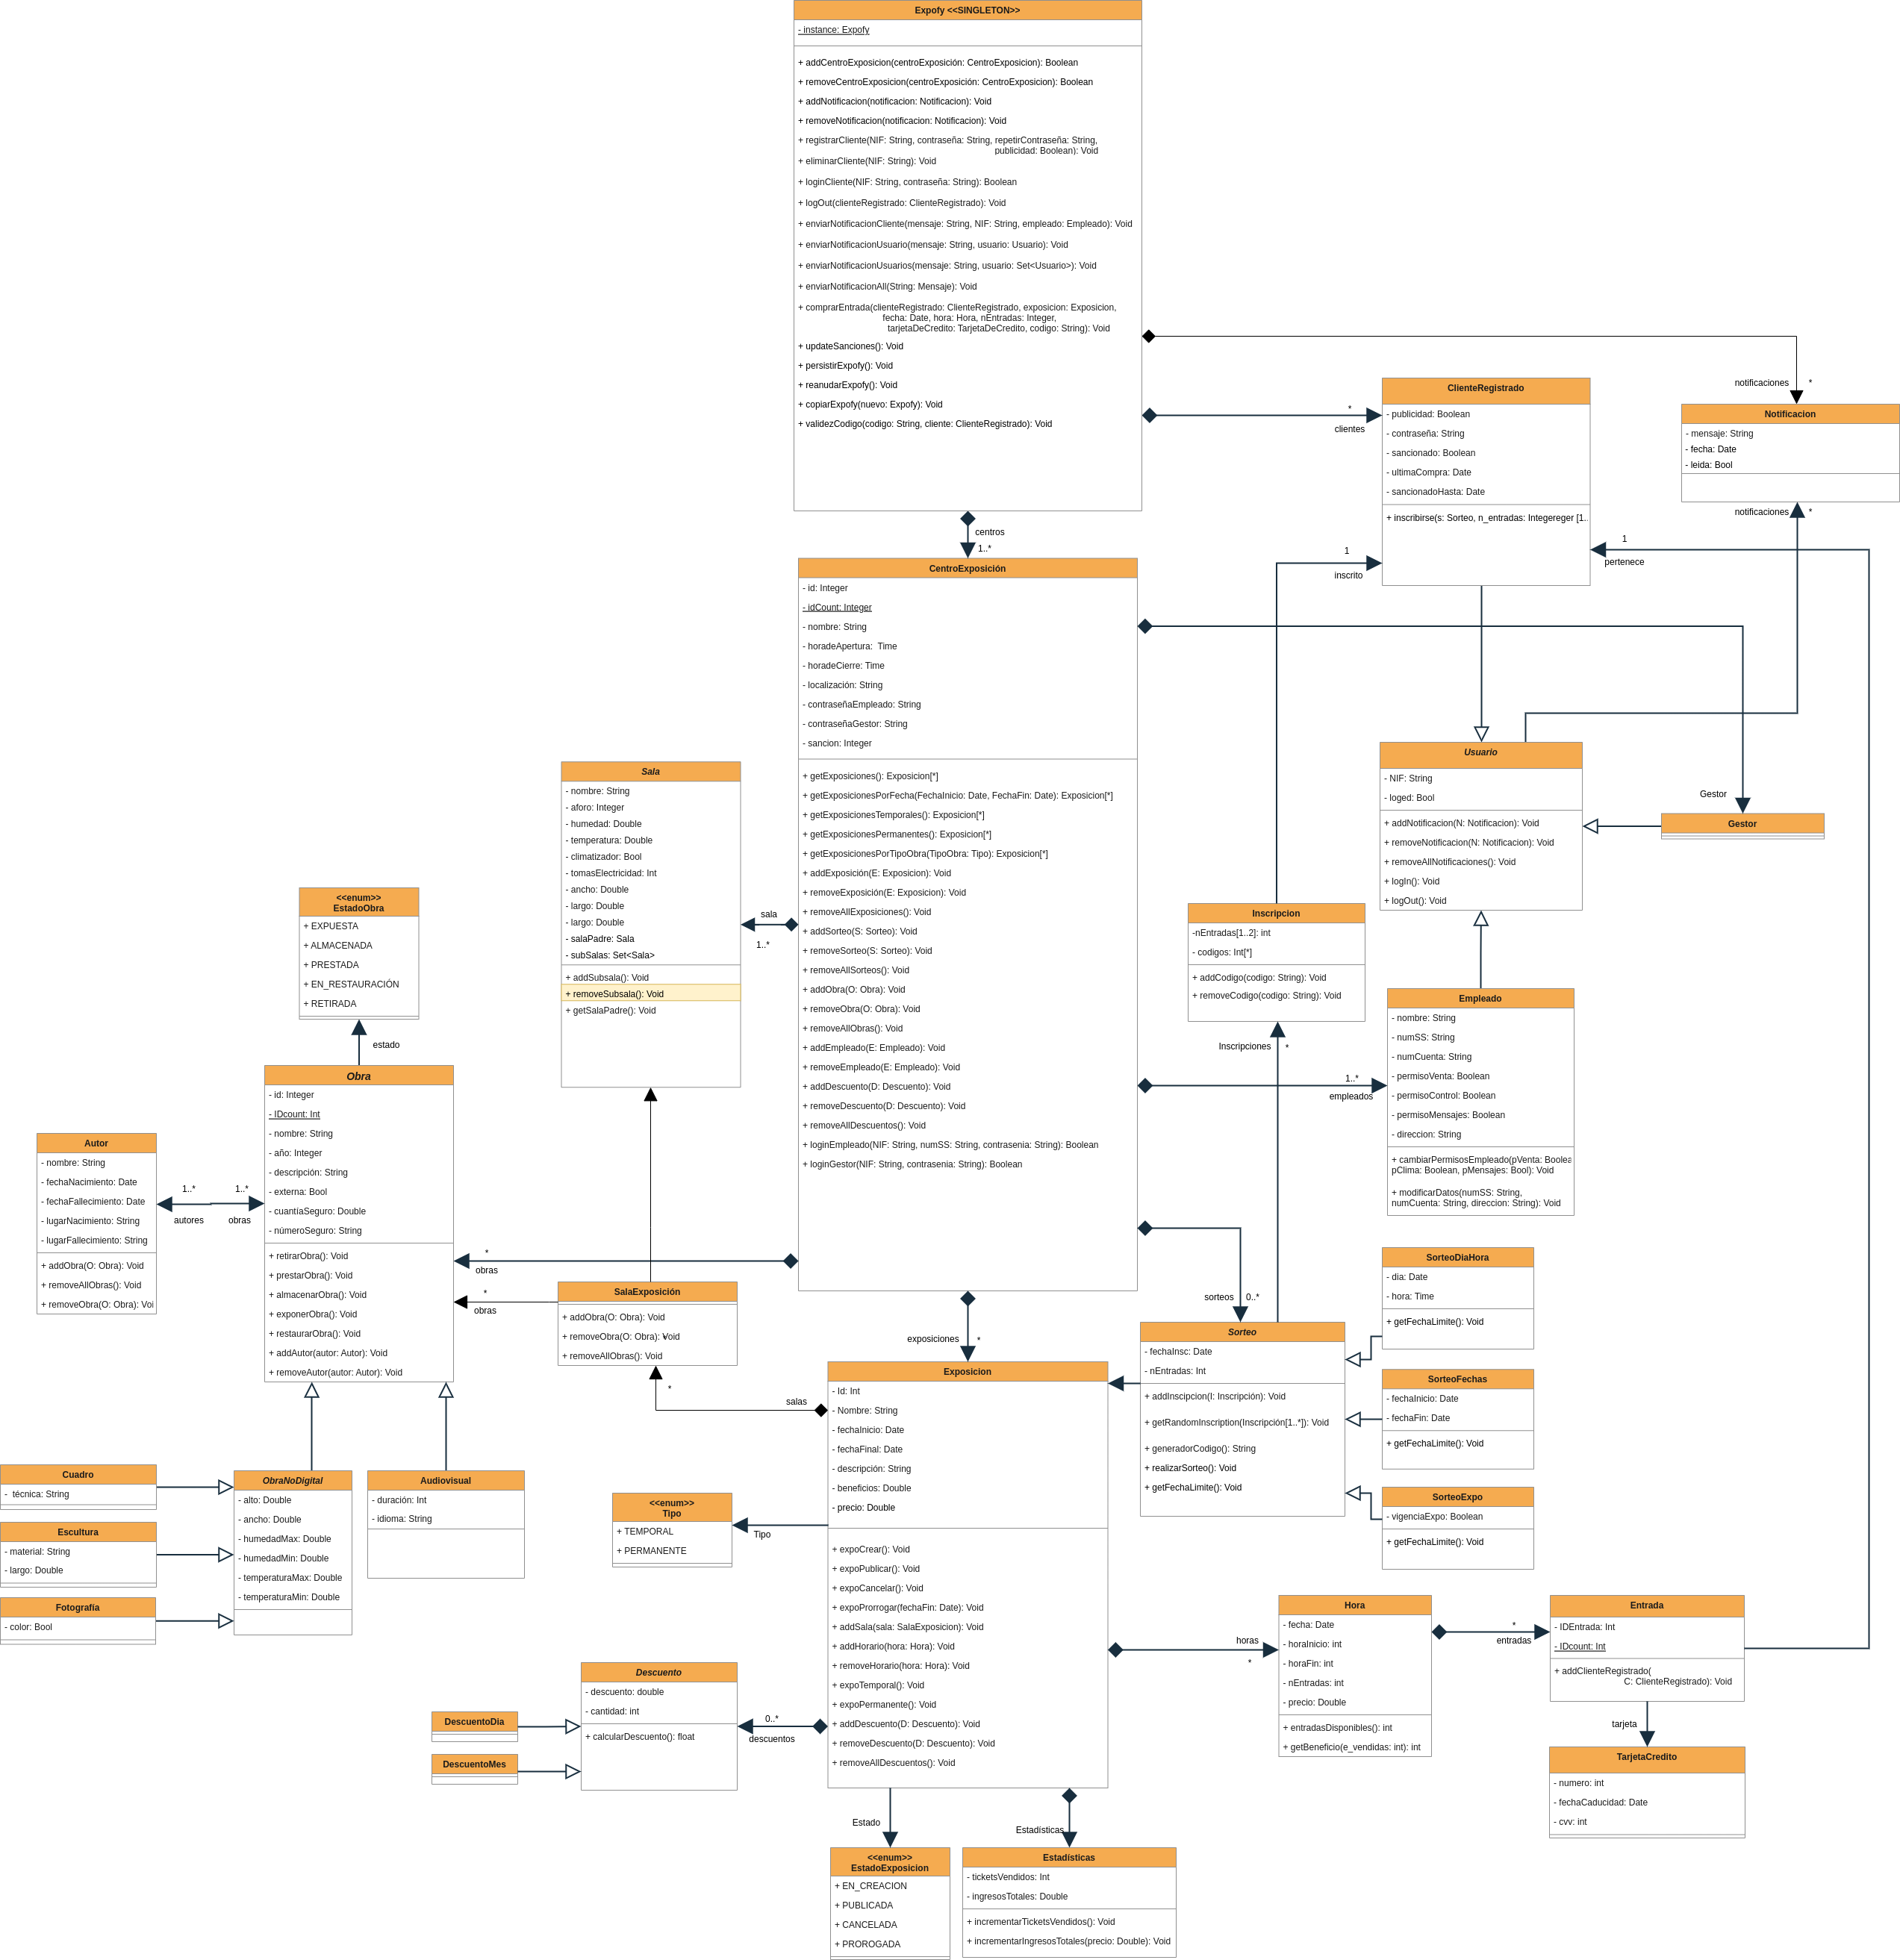 Expofy <<SINGLETON>>
- instance: Expofy
+ addCentroExposicion(centroExposición: CentroExposicion): Boolean
+ removeCentroExposicion(centroExposición: CentroExposicion): Boolean
+ addNotificacion(notificacion: Notificacion): Void
+ removeNotificacion(notificacion: Notificacion): Void
+ registrarCliente(NIF: String, contraseña: String, repetirContraseña: String,
publicidad: Boolean): Void
+ eliminarCliente(NIF: String): Void
+ loginCliente(NIF: String, contraseña: String): Boolean
+ logOut(clienteRegistrado: ClienteRegistrado): Void
+ enviarNotificacionCliente(mensaje: String, NIF: String, empleado: Empleado): Void
+ enviarNotificacionUsuario(mensaje: String, usuario: Usuario): Void
+ enviarNotificacionUsuarios(mensaje: String, usuario: Set<Usuario>): Void
+ enviarNotificacionAll(String: Mensaje): Void
+ comprarEntrada(clienteRegistrado: ClienteRegistrado, exposicion: Exposicion,
fecha: Date, hora: Hora, nEntradas: Integer,
tarjetaDeCredito: TarjetaDeCredito, codigo: String): Void
+ updateSanciones(): Void
+ persistirExpofy(): Void
+ reanudarExpofy(): Void
+ copiarExpofy(nuevo: Expofy): Void
+ validezCodigo(codigo: String, cliente: ClienteRegistrado): Void
notificaciones
*
*
clientes
ClienteRegistrado
- publicidad: Boolean
- contraseña: String
- sancionado: Boolean
- ultimaCompra: Date
- sancionadoHasta: Date
+ inscribirse(s: Sorteo, n_entradas: Integereger [1..
Notificacion
- mensaje: String
- fecha: Date
- leida: Bool
notificaciones
*
centros
1..*
1
inscrito
1
pertenece
CentroExposición
- id: Integer
- idCount: Integer
- nombre: String
- horadeApertura:  Time
- horadeCierre: Time
- localización: String
- contraseñaEmpleado: String
- contraseñaGestor: String
- sancion: Integer
+ getExposiciones(): Exposicion[*]
+ getExposicionesPorFecha(FechaInicio: Date, FechaFin: Date): Exposicion[*]
+ getExposicionesTemporales(): Exposicion[*]
+ getExposicionesPermanentes(): Exposicion[*]
+ getExposicionesPorTipoObra(TipoObra: Tipo): Exposicion[*]
+ addExposición(E: Exposicion): Void
+ removeExposición(E: Exposicion): Void
+ removeAllExposiciones(): Void
+ addSorteo(S: Sorteo): Void
+ removeSorteo(S: Sorteo): Void
+ removeAllSorteos(): Void
+ addObra(O: Obra): Void
+ removeObra(O: Obra): Void
+ removeAllObras(): Void
+ addEmpleado(E: Empleado): Void
+ removeEmpleado(E: Empleado): Void
+ addDescuento(D: Descuento): Void
+ removeDescuento(D: Descuento): Void
+ removeAllDescuentos(): Void
+ loginEmpleado(NIF: String, numSS: String, contrasenia: String): Boolean
+ loginGestor(NIF: String, contrasenia: String): Boolean
Sala
- nombre: String
- aforo: Integer
- humedad: Double
- temperatura: Double
- climatizador: Bool
- tomasElectricidad: Int
- ancho: Double
- largo: Double
- largo: Double
- salaPadre: Sala
- subSalas: Set<Sala>
+ addSubsala(): Void
+ removeSubsala(): Void
+ getSalaPadre(): Void
sala
1..*
Usuario
- NIF: String
- loged: Bool
+ addNotificacion(N: Notificacion): Void
+ removeNotificacion(N: Notificacion): Void
+ removeAllNotificaciones(): Void
+ logIn(): Void
+ logOut(): Void
Gestor
Gestor
Inscripcion
-nEntradas[1..2]: int
- codigos: Int[*]
+ addCodigo(codigo: String): Void
+ removeCodigo(codigo: String): Void
Inscripciones
*
<<enum>>
EstadoObra
+ EXPUESTA
+ ALMACENADA
+ PRESTADA
+ EN_RESTAURACIÓN
+ RETIRADA
estado
Empleado
- nombre: String
- numSS: String
- numCuenta: String
- permisoVenta: Boolean
- permisoControl: Boolean
- permisoMensajes: Boolean
- direccion: String
+ cambiarPermisosEmpleado(pVenta: Boolea
pClima: Boolean, pMensajes: Bool): Void
+ modificarDatos(numSS: String,
numCuenta: String, direccion: String): Void
1..*
empleados
Obra
- id: Integer
- IDcount: Int
- nombre: String
- año: Integer
- descripción: String
- externa: Bool
- cuantíaSeguro: Double
- númeroSeguro: String
+ retirarObra(): Void
+ prestarObra(): Void
+ almacenarObra(): Void
+ exponerObra(): Void
+ restaurarObra(): Void
+ addAutor(autor: Autor): Void
+ removeAutor(autor: Autor): Void
Autor
- nombre: String
- fechaNacimiento: Date
- fechaFallecimiento: Date
- lugarNacimiento: String
- lugarFallecimiento: String
+ addObra(O: Obra): Void
+ removeAllObras(): Void
+ removeObra(O: Obra): Voi
1..*
autores
1..*
obras
*
obras
*
obras
SalaExposición
+ addObra(O: Obra): Void
+ removeObra(O: Obra): Void
+ removeAllObras(): Void
*
salas
exposiciones
*
sorteos
0..*
Sorteo
- fechaInsc: Date
- nEntradas: Int
+ addInscipcion(I: Inscripción): Void
+ getRandomInscription(Inscripción[1..*]): Void
+ generadorCodigo(): String
+ realizarSorteo(): Void
+ getFechaLimite(): Void
SorteoDiaHora
- dia: Date
- hora: Time
+ getFechaLimite(): Void
SorteoFechas
- fechaInicio: Date
- fechaFin: Date
+ getFechaLimite(): Void
SorteoExpo
- vigenciaExpo: Boolean
+ getFechaLimite(): Void
Exposicion
- Id: Int
- Nombre: String
- fechaInicio: Date
- fechaFinal: Date
- descripción: String
- beneficios: Double
- precio: Double
+ expoCrear(): Void
+ expoPublicar(): Void
+ expoCancelar(): Void
+ expoProrrogar(fechaFin: Date): Void
+ addSala(sala: SalaExposicion): Void
+ addHorario(hora: Hora): Void
+ removeHorario(hora: Hora): Void
+ expoTemporal(): Void
+ expoPermanente(): Void
+ addDescuento(D: Descuento): Void
+ removeDescuento(D: Descuento): Void
+ removeAllDescuentos(): Void
Cuadro
-  técnica: String
Escultura
- material: String
- largo: Double
Fotografía
- color: Bool
ObraNoDigital
- alto: Double
- ancho: Double
- humedadMax: Double
- humedadMin: Double
- temperaturaMax: Double
- temperaturaMin: Double
Audiovisual
- duración: Int
- idioma: String
<<enum>>
Tipo
+ TEMPORAL
+ PERMANENTE
Tipo
Descuento
- descuento: double
- cantidad: int
+ calcularDescuento(): float
0..*
descuentos
DescuentoDia
DescuentoMes
horas
*
Hora
- fecha: Date
- horaInicio: int
- horaFin: int
- nEntradas: int
- precio: Double
+ entradasDisponibles(): int
+ getBeneficio(e_vendidas: int): int
*
entradas
Entrada
- IDEntrada: Int
- IDcount: Int
+ addClienteRegistrado(
C: ClienteRegistrado): Void
tarjeta
TarjetaCredito
- numero: int
- fechaCaducidad: Date
- cvv: int
Estado
Estadísticas
<<enum>>
EstadoExposicion
+ EN_CREACION
+ PUBLICADA
+ CANCELADA
+ PROROGADA
Estadísticas
- ticketsVendidos: Int
- ingresosTotales: Double
+ incrementarTicketsVendidos(): Void
+ incrementarIngresosTotales(precio: Double): Void